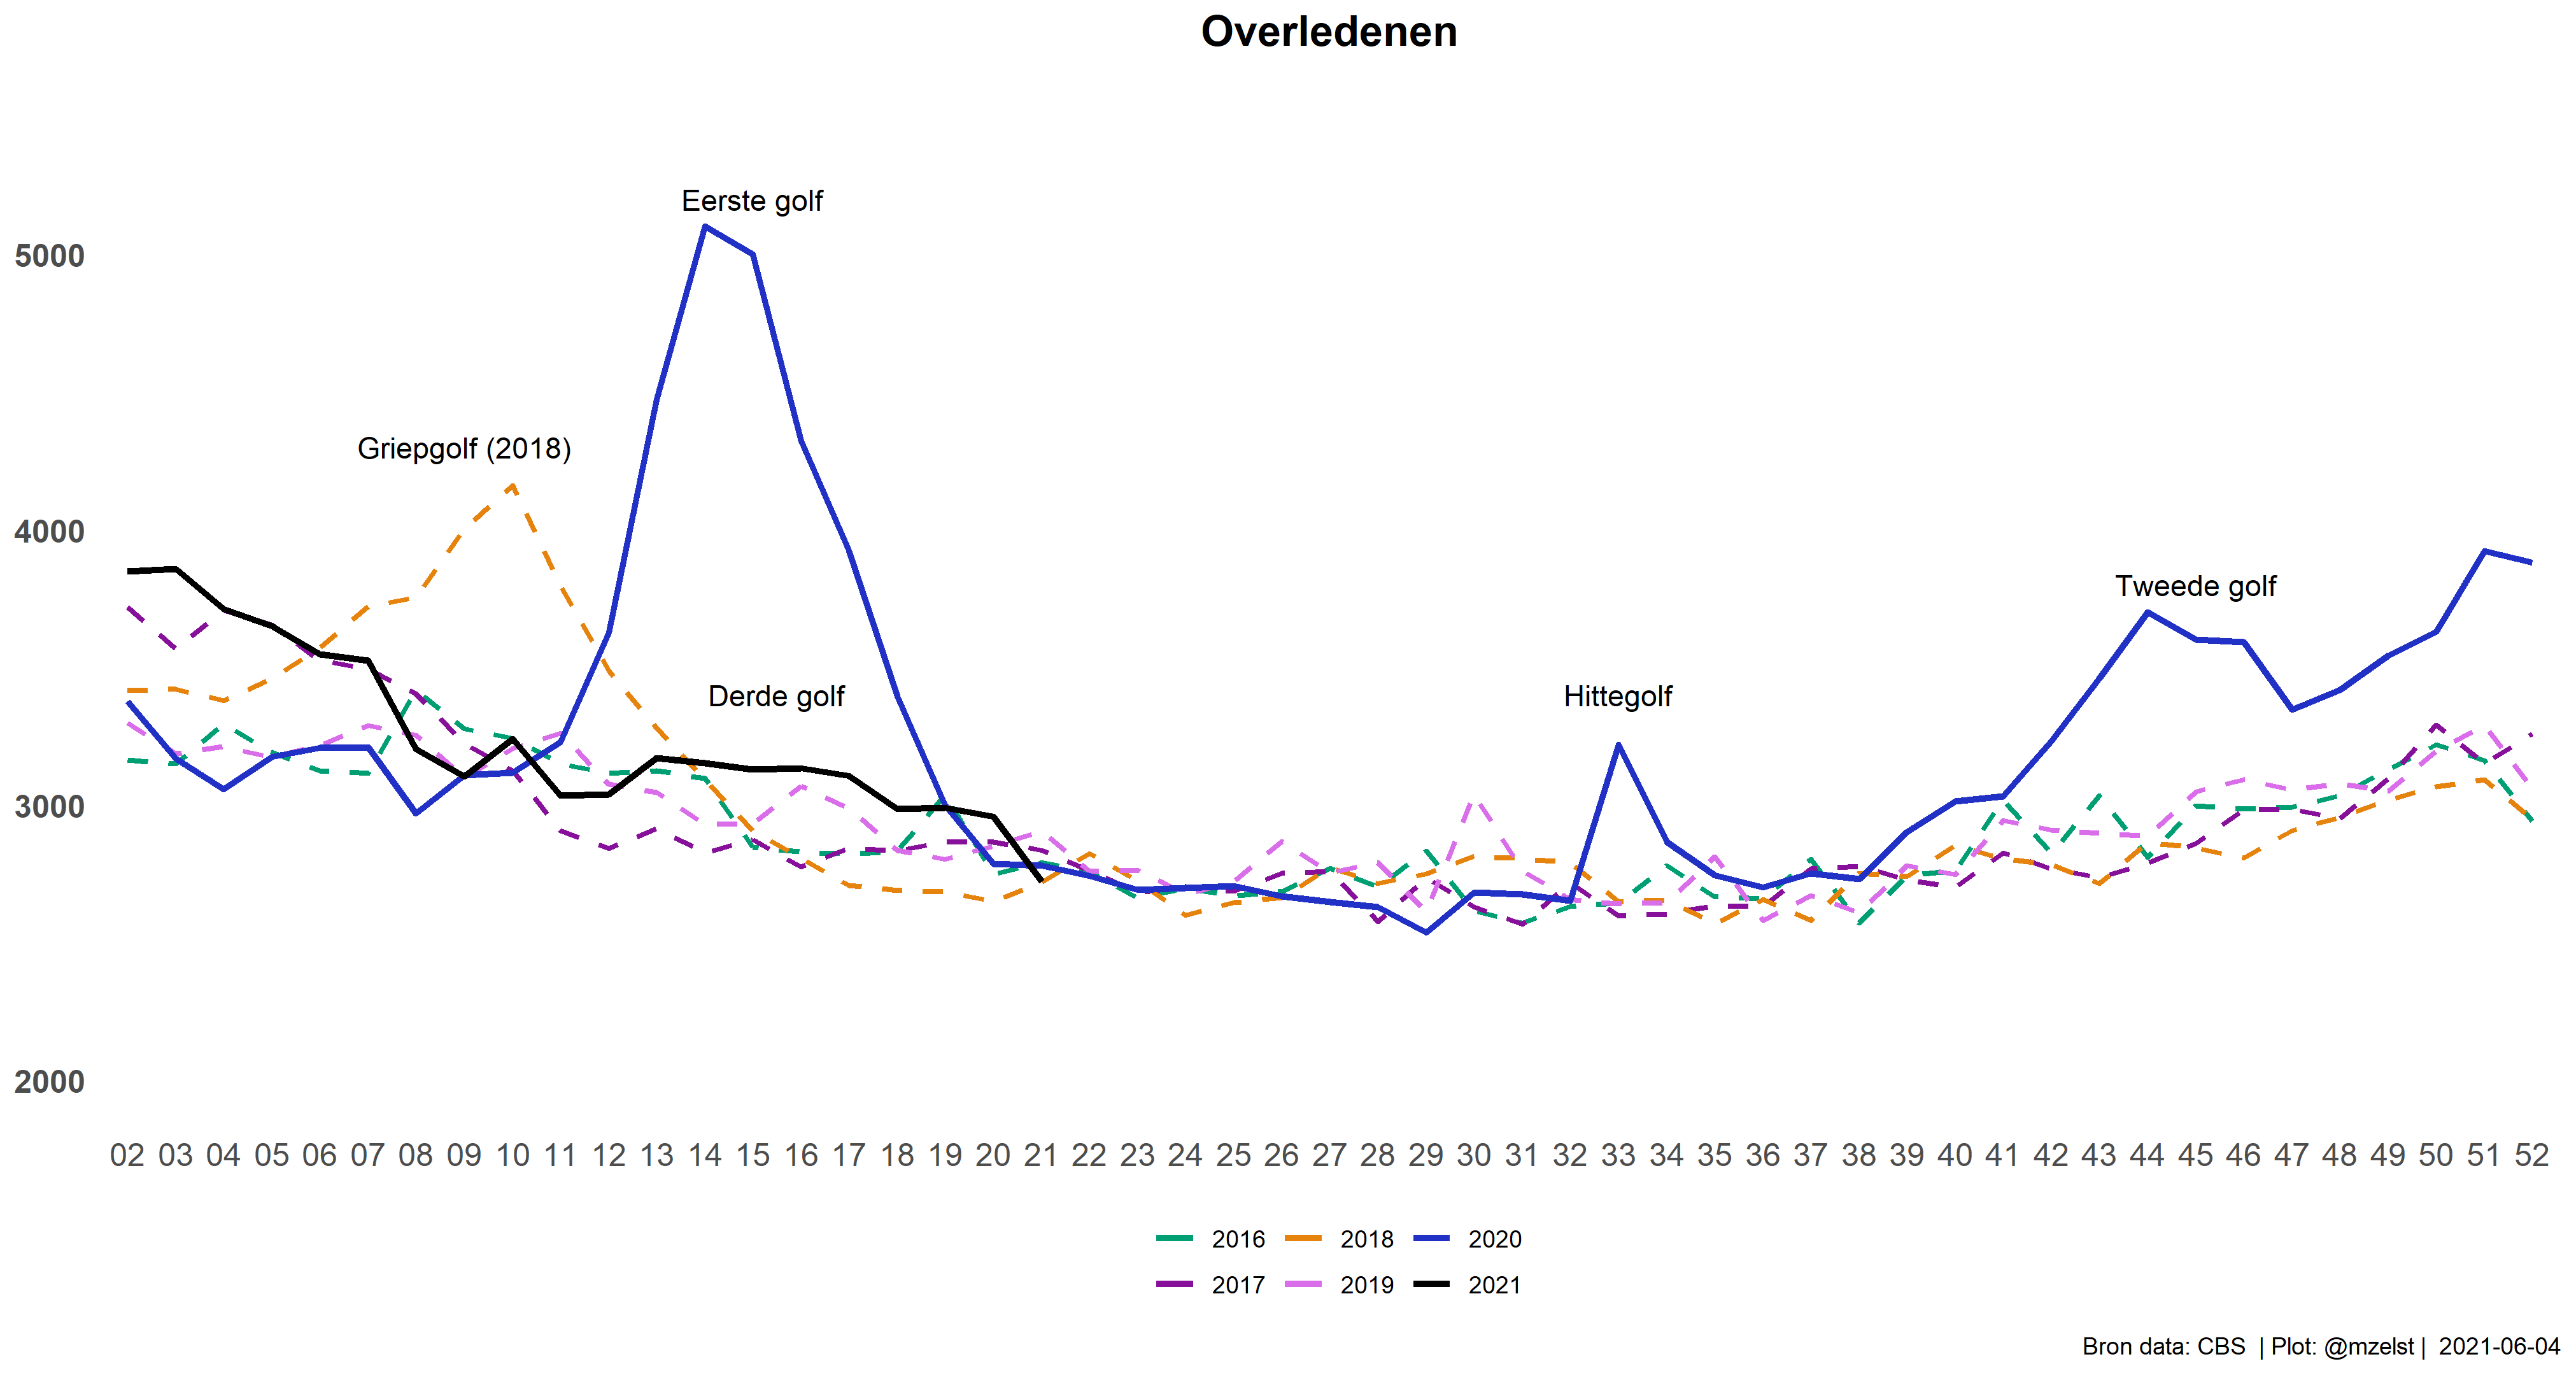 Overledenen
Eerste golf
5000
Griepgolf (2018)
4000
Tweede golf
Derde golf
Hittegolf
3000
2000
02 03 04 05 06 07 08 09 10 11 12 13 14 15 16 17 18 19 20 21 22 23 24 25 26 27 28 29 30 31 32 33 34 35 36 37 38 39 40 41 42 43 44 45 46 47 48 49 50 51 52
2016 2018 2020
2017 2019 2021
Bron data: CBS | Plot: @mzelst | 2021-06-04